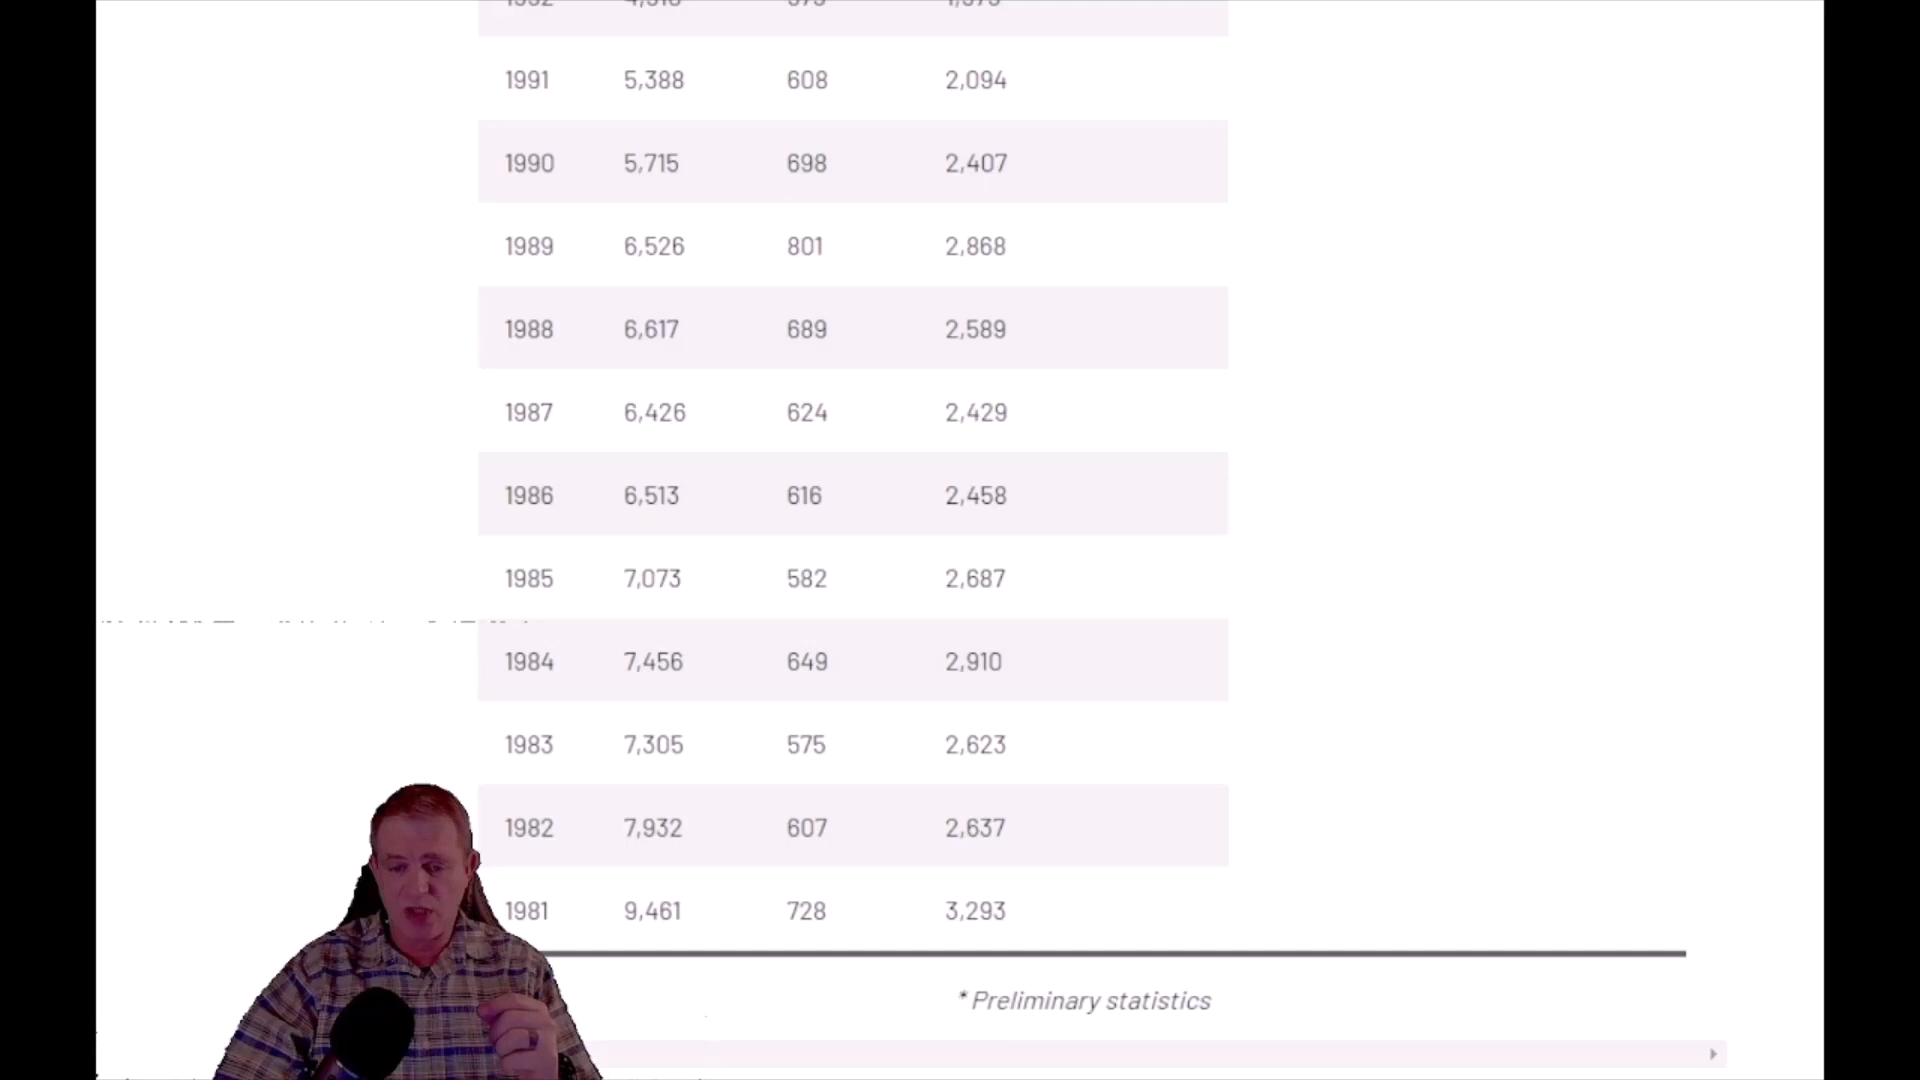 1991 5,388 608 2,094
1990 5,715 698 2,407
1989 6,526 801 2,868
1988 6,617 689 2,589
1987 6,426 624 2,429
1986 6,513 616 2,458
1985 7,073 582 2,687
1984 7,456 649 2,910
1983 7,305 575 2,623
1982 7,932 607 2,637
1981 9,461 728 3,293
* Preliminary statistics